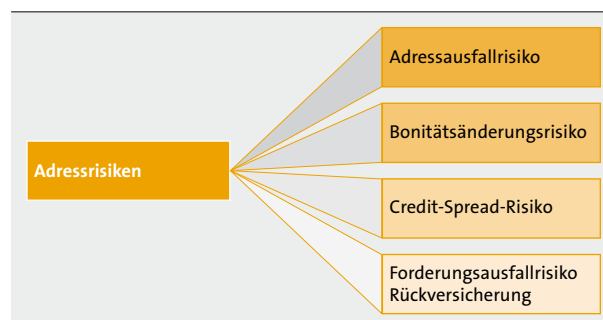 Adressausfallrisiko
Bonitätsänderungsrisiko
Adressrisiken
Credit-Spread-Risiko
Forderungsausfallrisiko
Rückversicherung